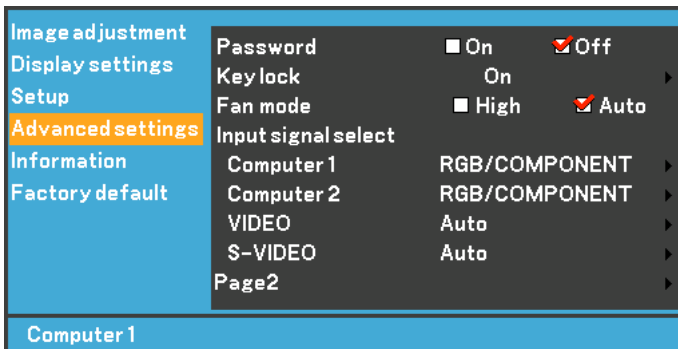 Image adjustment
Display settings
Setup
Advanced settings
Information
Factory default
Password On Off
Key lock On
Fan mode High Auto
Input signal select
Computer 1 RGB/COMPONENT
Computer 2 RGB/COMPONENT
VIDEO Auto
S-VIDEO Auto
Page2
Computer 1